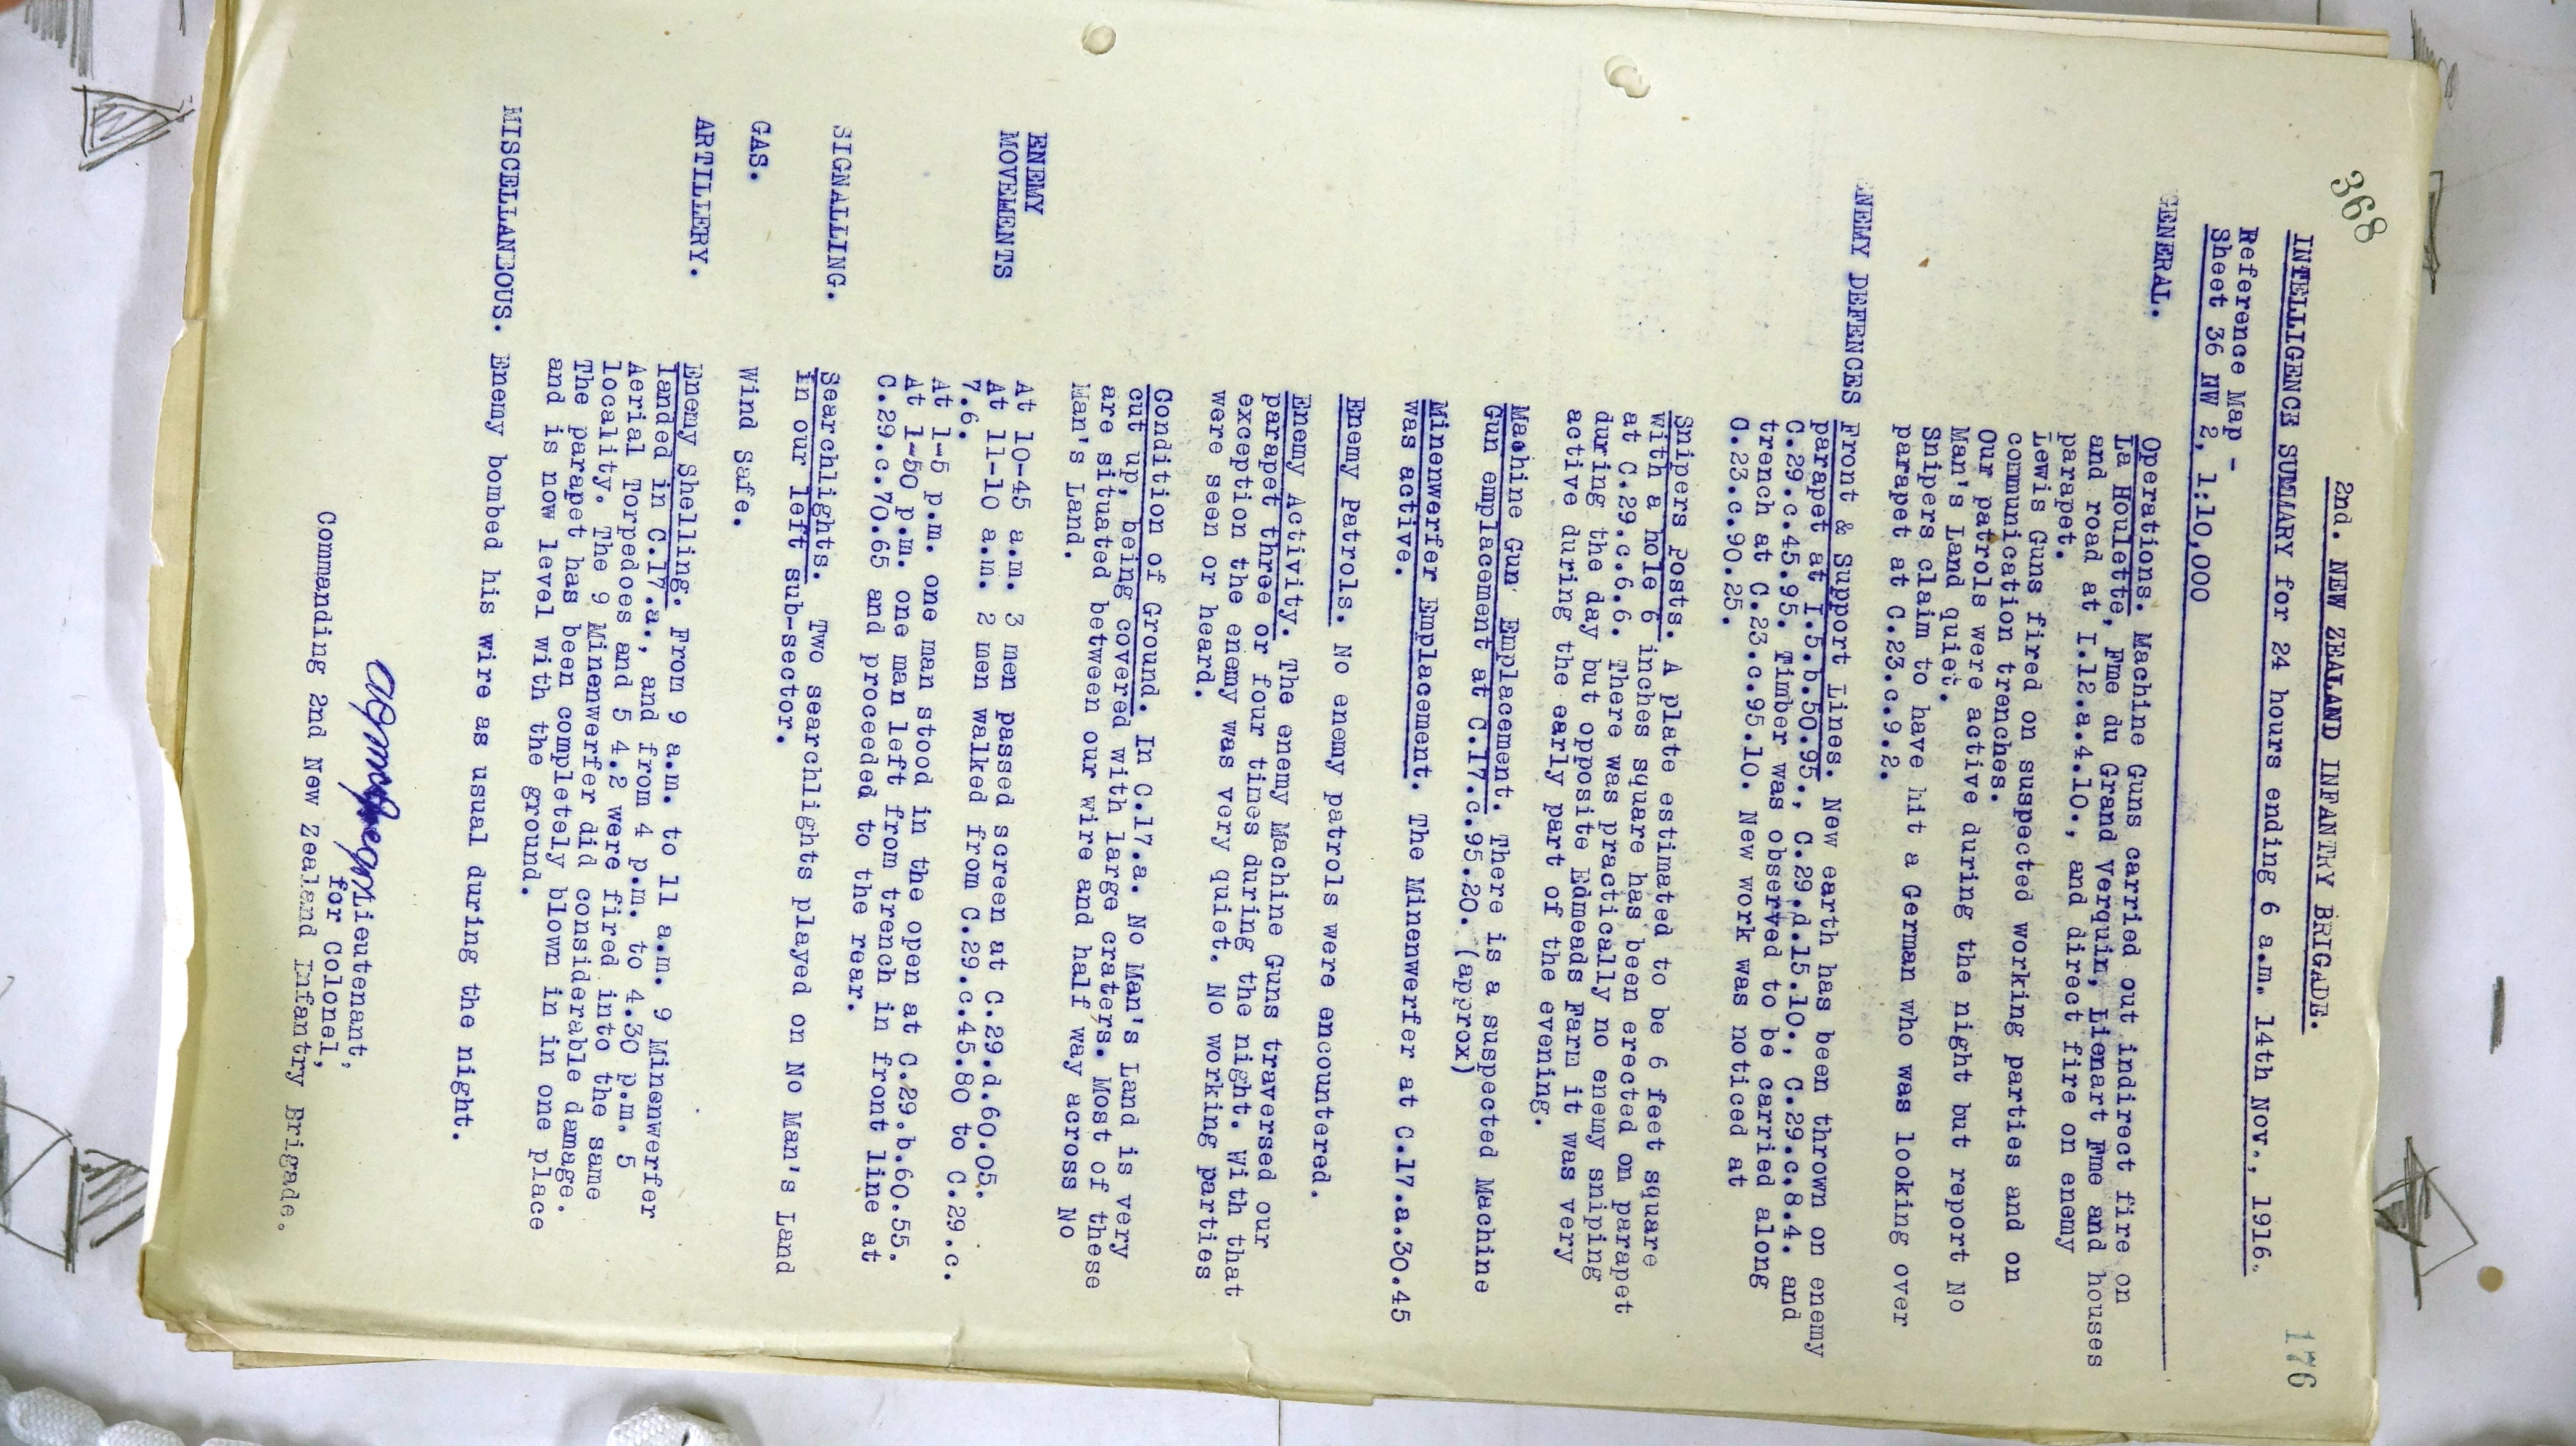 368
176
2nd. NEW ZEALAND INFANTRY BRIGADE.
INTELLIGENCE SUMMARY for 24 hours ending 6 a.m. 14th Nov., 1916.
Reference Map -
Sheet 36 NW 2, 1:10,000
GENERAL.
Operations. Machine Guns carried out indirect fire on
La Houlette, Fme du Grand Verquin, Lienart Fme and houses
and road at I.12.a.4.10., and direct fire on enemy
parapet.
Lewis Guns fired on suspected working parties and on
communication trenches.
Our patrols were active during the night but report No
Man's Land quiet.
Snipers claim to have hit a German who was looking over
parapet at C.23.c.9.2.
ENEMY DEFENCES Front & Support Lines. New earth has been thrown on enemy
parapet at I.5.b.50.95., C.29.d.15.10., C.29.c.8.4. and
C.29.c.45.95. Timber was observed to be carried along
trench at C.23.c.95.10. New work was noticed at
C.23.c.90.25.
Snipers Posts. A plate estimated to be 6 feet square
with a hole 6 inches square has been erected on parapet
at C.29.c.6.6. There was practically no enemy sniping
during the day but opposite Edmeads Farm it was very
active during the early part of the evening.
Machine Gun Emplacement. There is a suspected Machine
Gun emplacement at C.17.c.95.20. (approx)
Minenwerfer Emplacement. The Minenwerfer at C.17.a.30.45
was active.
Enemy Patrols. No enemy patrols were encountered.
Enemy Activity. The enemy Machine Guns traversed our
parapet three or four times during the night. With that
exception the enemy was very quiet. No working parties
were seen or heard.
Condition of Ground. In C.17.a. No Man's Land is very
cut up, being covered with large craters. Most of these
are situated between our wire and half way across No
Man's Land.
ENEMY
MOVEMENTS
At 10-45 a.m. 3 men passed screen at C.29.d.60.05.
At 11-10 a.m. 2 men walked from C.29.c.45.80 to C.29.c.
7.6.
At 1-5 p.m. one man stood in the open at C.29.b.60.55.
At 1-50 p.m. one man left from trench in front line at
C.29.c.70.65 and proceeded to the rear.
SIGNALLING.
Searchlights. Two searchlights played on No Man's Land
in our left sub-sector.
GAS.
Wind Safe.
ARTILLERY.
Enemy Shelling. From 9 a.m. to 11 a.m. 9 Minenwerfer
landed in C.17.a., and from 4 p.m. to 4.30 p.m. 5
Aerial Torpedoes and 5 4.2 were fired into the same
locality. The 9 Minenwerfer did considerable damage.
The parapet has been completely blown in in one place
and is now level with the ground.
MISCELLANEOUS. Enemy bombed his wire as usual during the night.
Lieutenant,
for Colonel,
Commanding 2nd New Zealand Infantry Brigade.